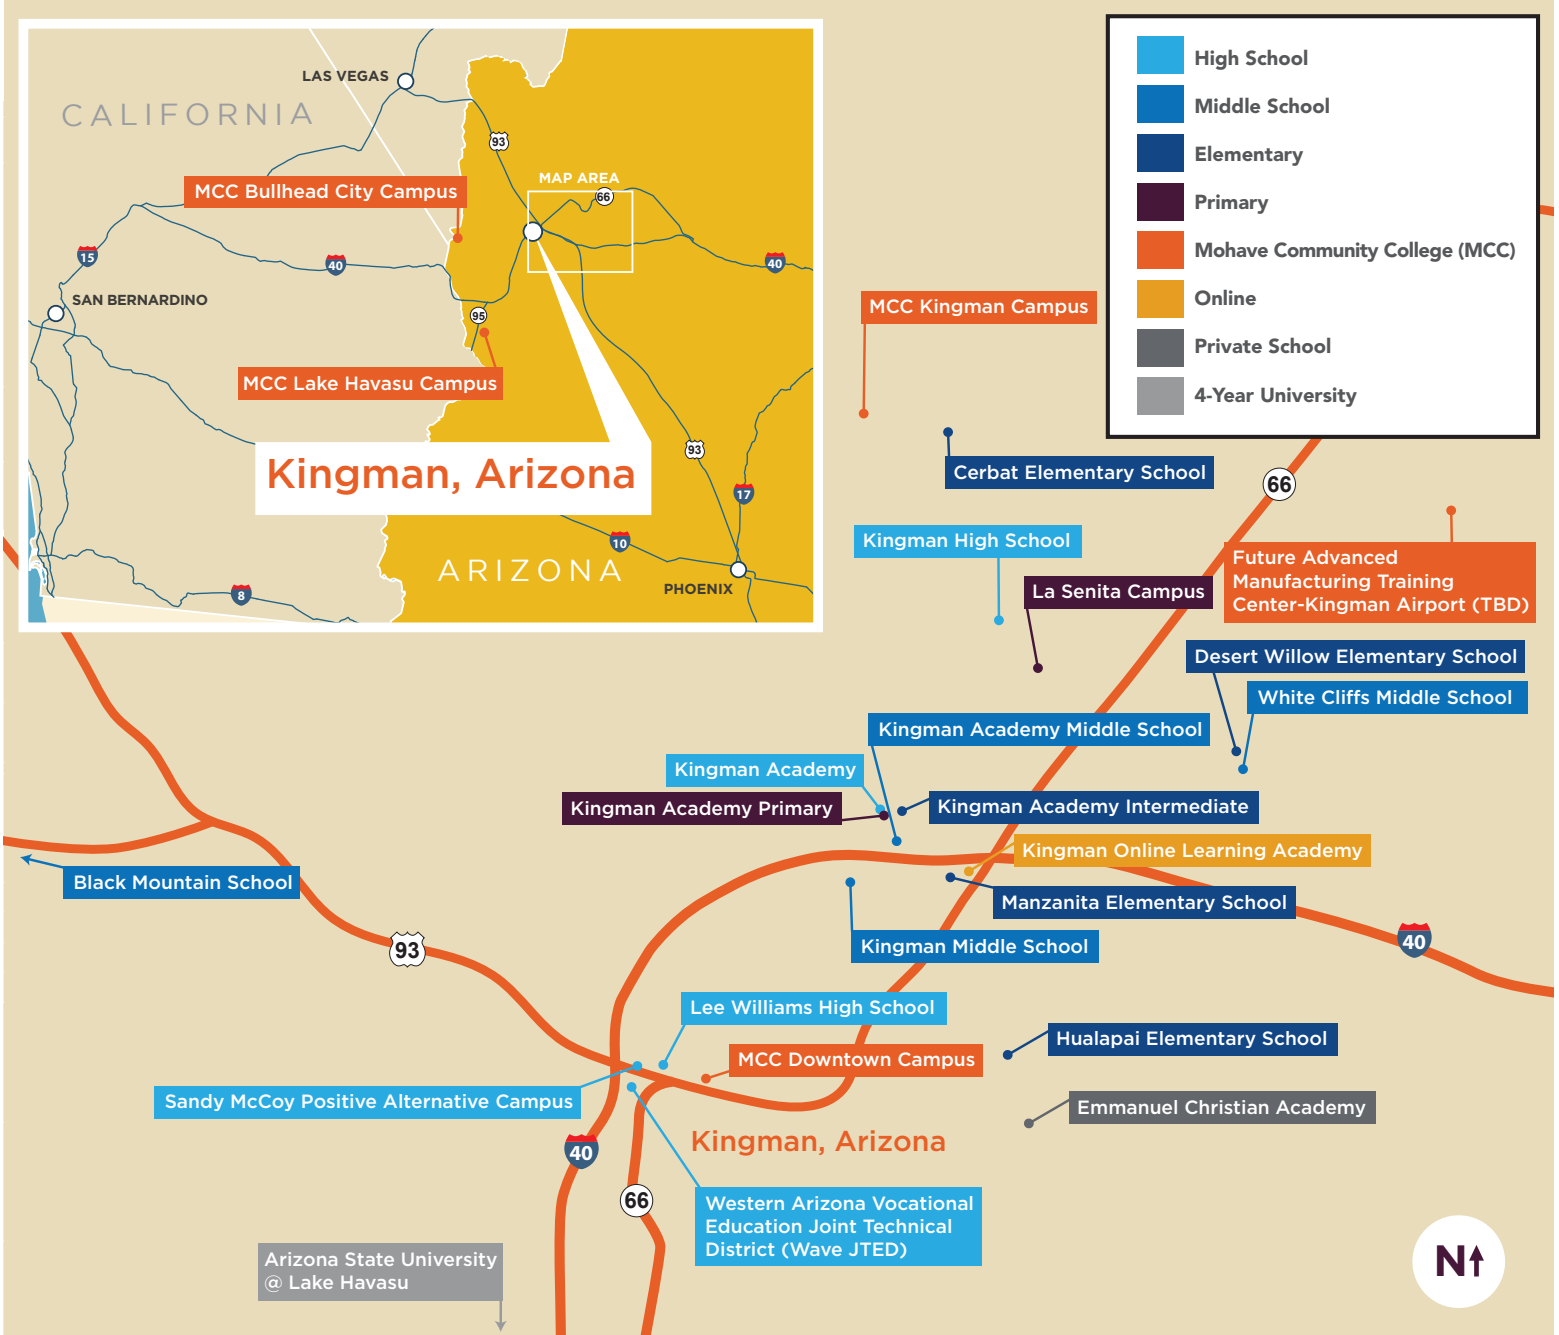 LAS VEGAS
CALIFORNIA
93
MAP AREA
66
MCC Bullhead City Campus
15
40
40
SAN BERNARDINO
95
MCC Lake Havasu Campus
Kingman, Arizona
93
17
10
ARIZONA
PHOENIX
8
High School
Middle School
Elementary
Primary
Mohave Community College (MCC)
Online
Private School
4-Year University
MCC Kingman Campus
Cerbat Elementary School
66
Kingman High School
Future Advanced
Manufacturing Training
Center-Kingman Airport (TBD)
La Senita Campus
Desert Willow Elementary School
White Cliffs Middle School
Kingman Academy Middle School
Kingman Academy
Kingman Academy Primary
Kingman Academy Intermediate
Kingman Online Learning Academy
Black Mountain School
Manzanita Elementary School
93
Kingman Middle School
40
Lee Williams High School
Hualapai Elementary School
MCC Downtown Campus
Sandy McCoy Positive Alternative Campus
Emmanuel Christian Academy
Kingman, Arizona
40
66
Western Arizona Vocational
Education Joint Technical
District (Wave JTED)
Arizona State University
@ Lake Havasu
N